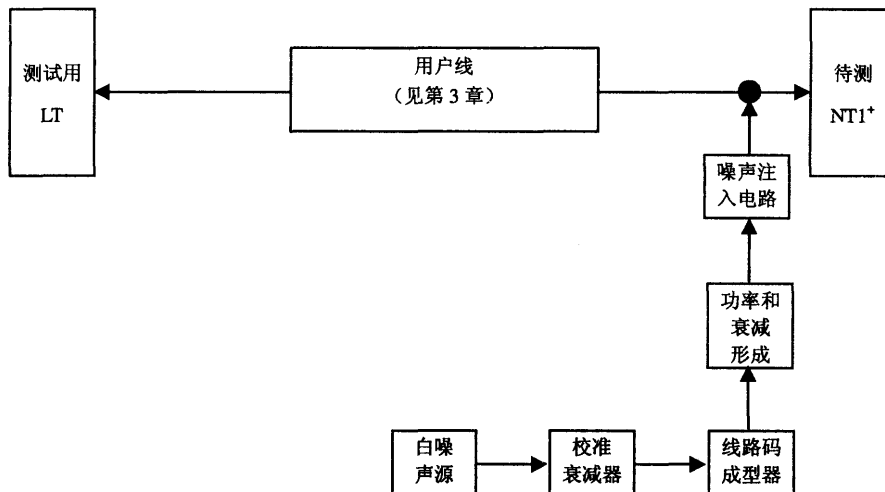 测试用
LT
用户线
（见第 3 章）
待测
NT1⁺
噪声注
入电路
功率和
衰减
形成
白噪
声源
校准
衰减器
线路码
成型器